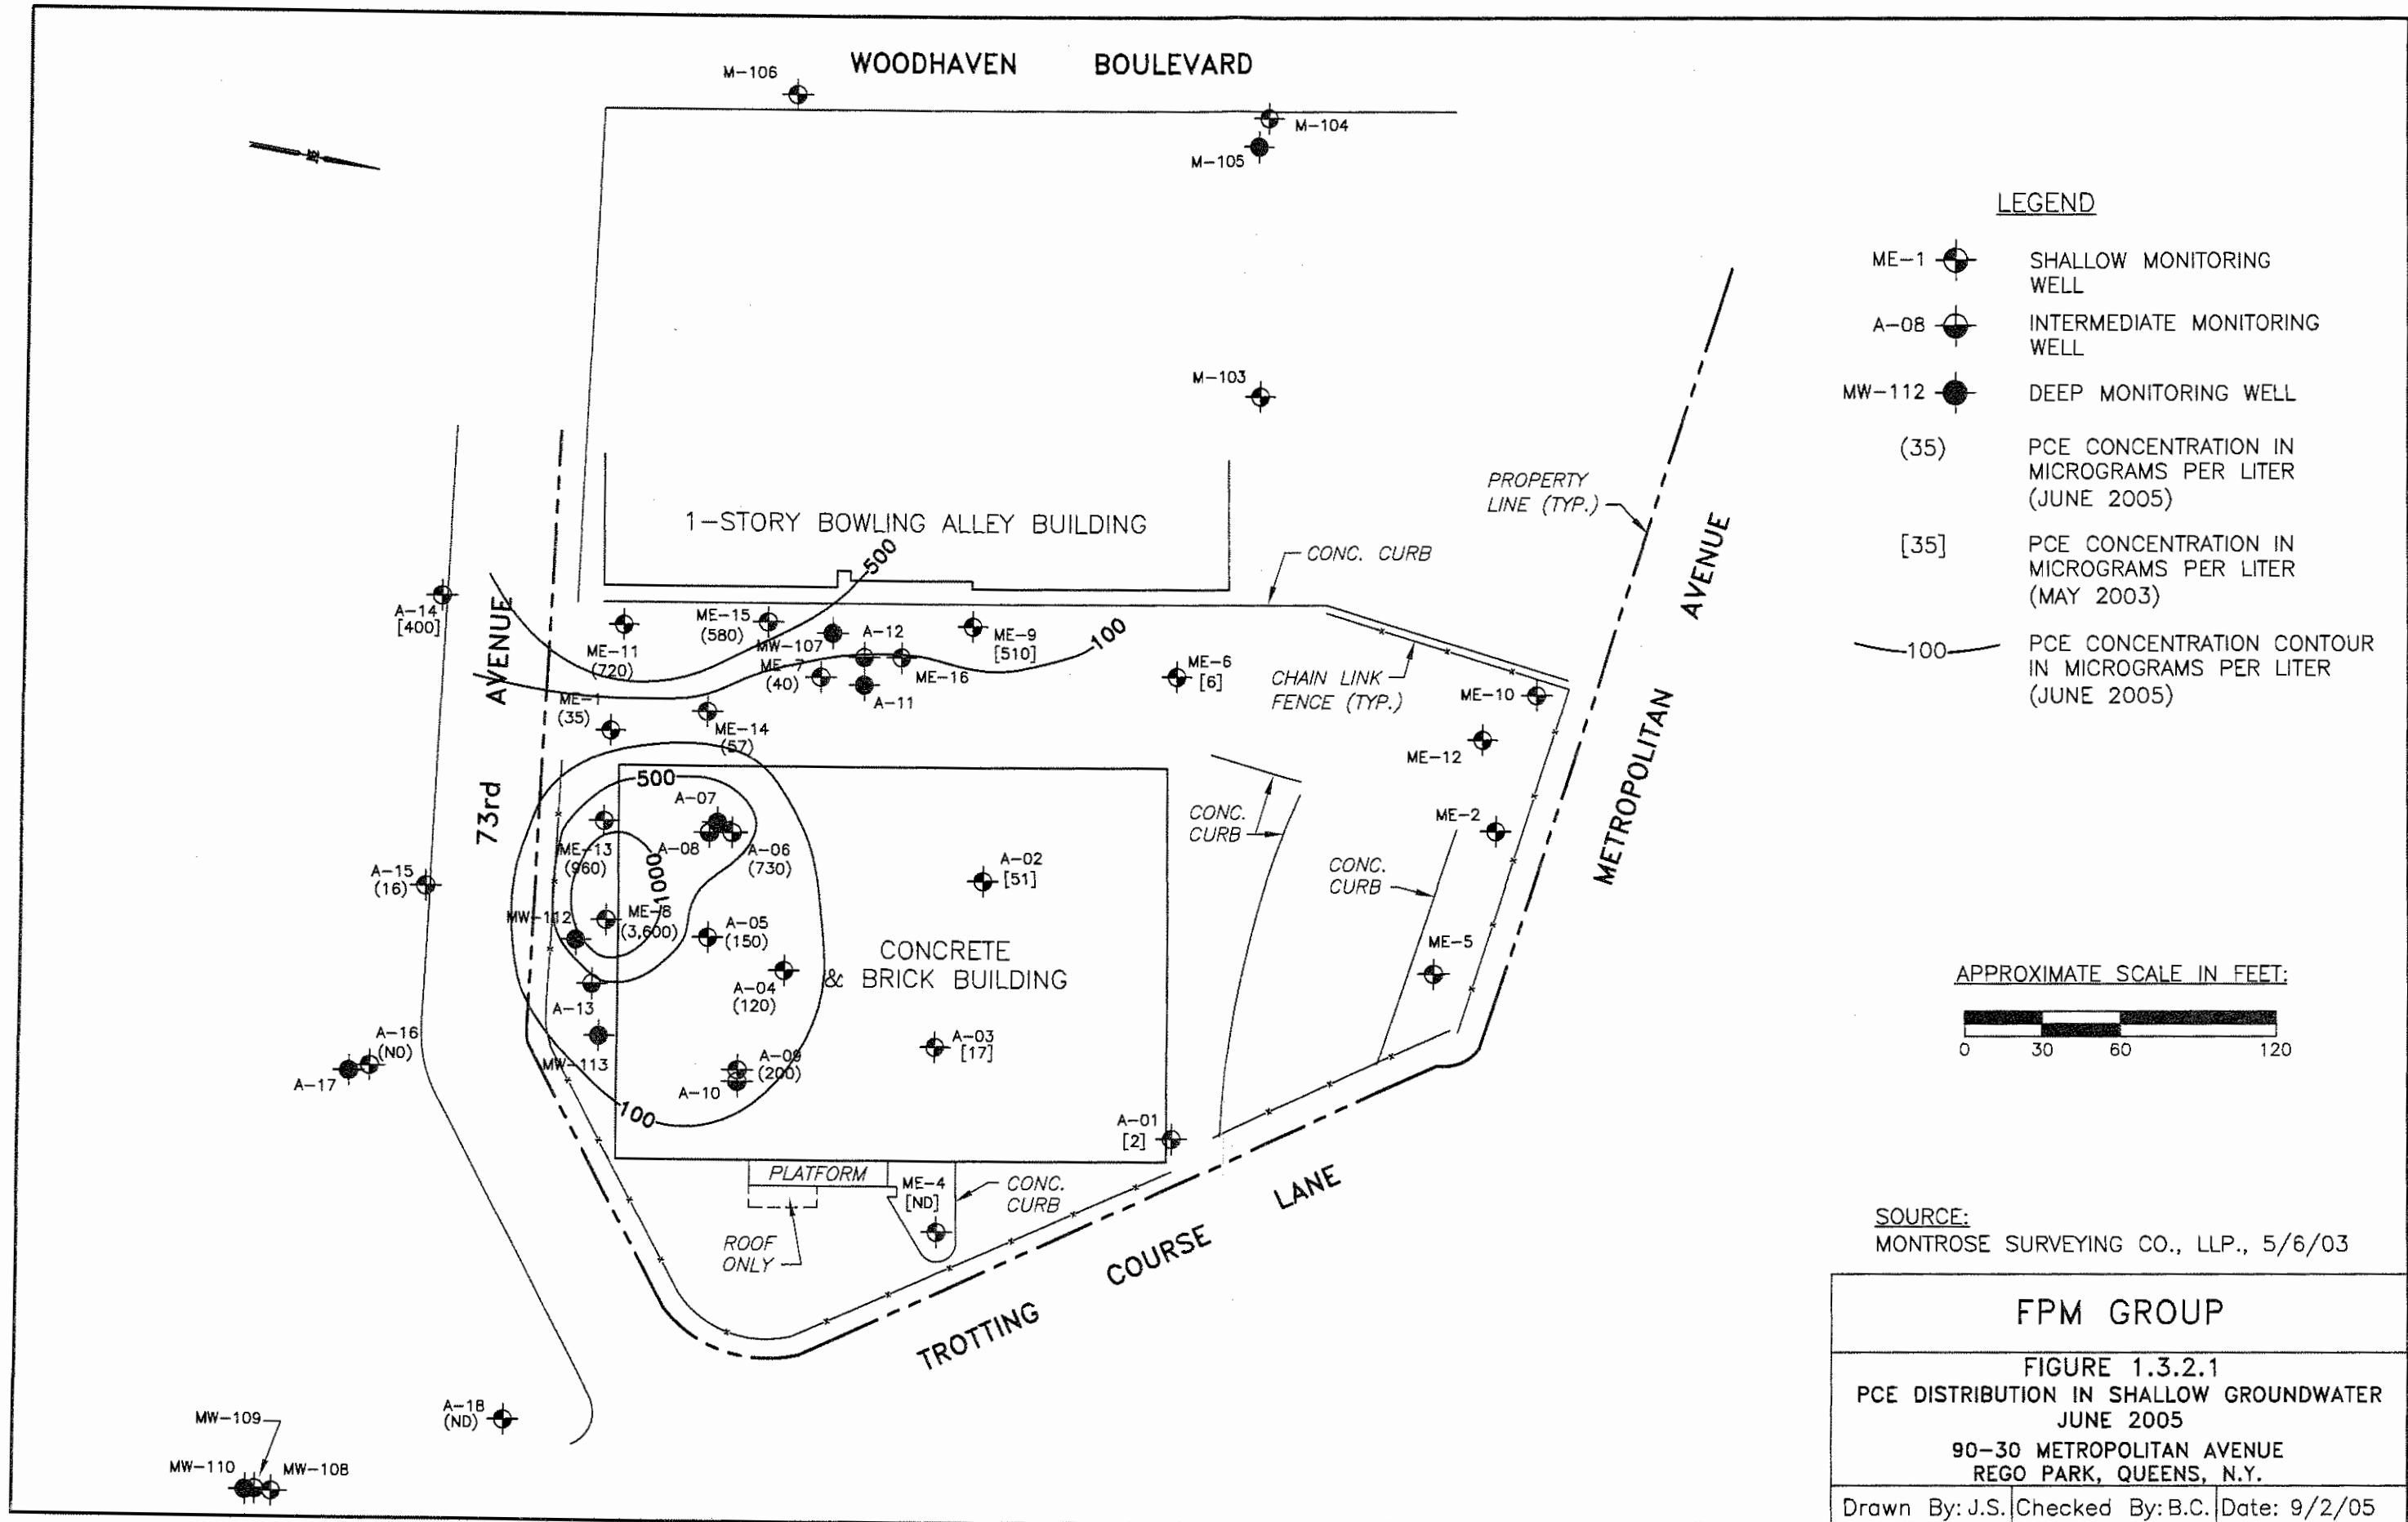 WOODHAVEN BOULEVARD
M-106
M-104
M-105
M-103
LEGEND
ME-1
SHALLOW MONITORING
WELL
A-08
INTERMEDIATE MONITORING
WELL
MW-112
DEEP MONITORING WELL
(35)
PCE CONCENTRATION IN
MICROGRAMS PER LITER
(JUNE 2005)
[35]
PCE CONCENTRATION IN
MICROGRAMS PER LITER
(MAY 2003)
100
PCE CONCENTRATION CONTOUR
IN MICROGRAMS PER LITER
(JUNE 2005)
PROPERTY
LINE (TYP.)
METROPOLITAN AVENUE
1-STORY BOWLING ALLEY BUILDING
500
CONC. CURB
A-14
[400]
73rd AVENUE
ME-11
(720)
ME-15
(580)
MW-107
A-12
ME-9
[510]
100
ME-7
(40)
ME-16
A-11
ME-6
[6]
CHAIN LINK
FENCE (TYP.)
ME-10
ME-12
ME-1
(35)
ME-14
(57)
500
A-07
CONC.
CURB
ME-2
ME-13
(960)
A-08
A-06
(730)
1000
A-15
(16)
A-02
[51]
CONC.
CURB
MW-112
ME-8
(3,600)
A-05
(150)
ME-5
CONCRETE
& BRICK BUILDING
A-04
(120)
A-13
A-16
(NO)
A-17
MW-113
A-09
(200)
A-10
A-03
[17]
100
A-01
[2]
PLATFORM
ME-4
[ND]
CONC.
CURB
ROOF
ONLY
TROTTING COURSE LANE
A-18
(ND)
MW-109
MW-110
MW-108
APPROXIMATE SCALE IN FEET:
0 30 60 120
SOURCE:
MONTROSE SURVEYING CO., LLP., 5/6/03
FPM GROUP
FIGURE 1.3.2.1
PCE DISTRIBUTION IN SHALLOW GROUNDWATER
JUNE 2005
90-30 METROPOLITAN AVENUE
REGO PARK, QUEENS, N.Y.
Drawn By: J.S. Checked By: B.C. Date: 9/2/05